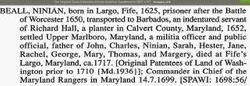 BEALL, NINIAN, born in Largo, Fife, 1625, prisoner after the Battle
of Worcester 1650, transported to Barbados, an indentured servant
of Richard Hall, a planter in Calvert County, Maryland, 1652,
settled Upper Marlboro, Maryland, a military officer and public
official, father of John, Charles, Ninian, Sarah, Hester, Jane,
Rachel, George, Mary, Thomas, and Margery, died at Fife's
Largo, Maryland, ca.1717. [Original Patentees of Land at Wash-
ington prior to 1710 {Md.1936}]; Commander in Chief of the
Maryland Rangers in Maryland 14.7.1699. [SPAWI: 1698:56]